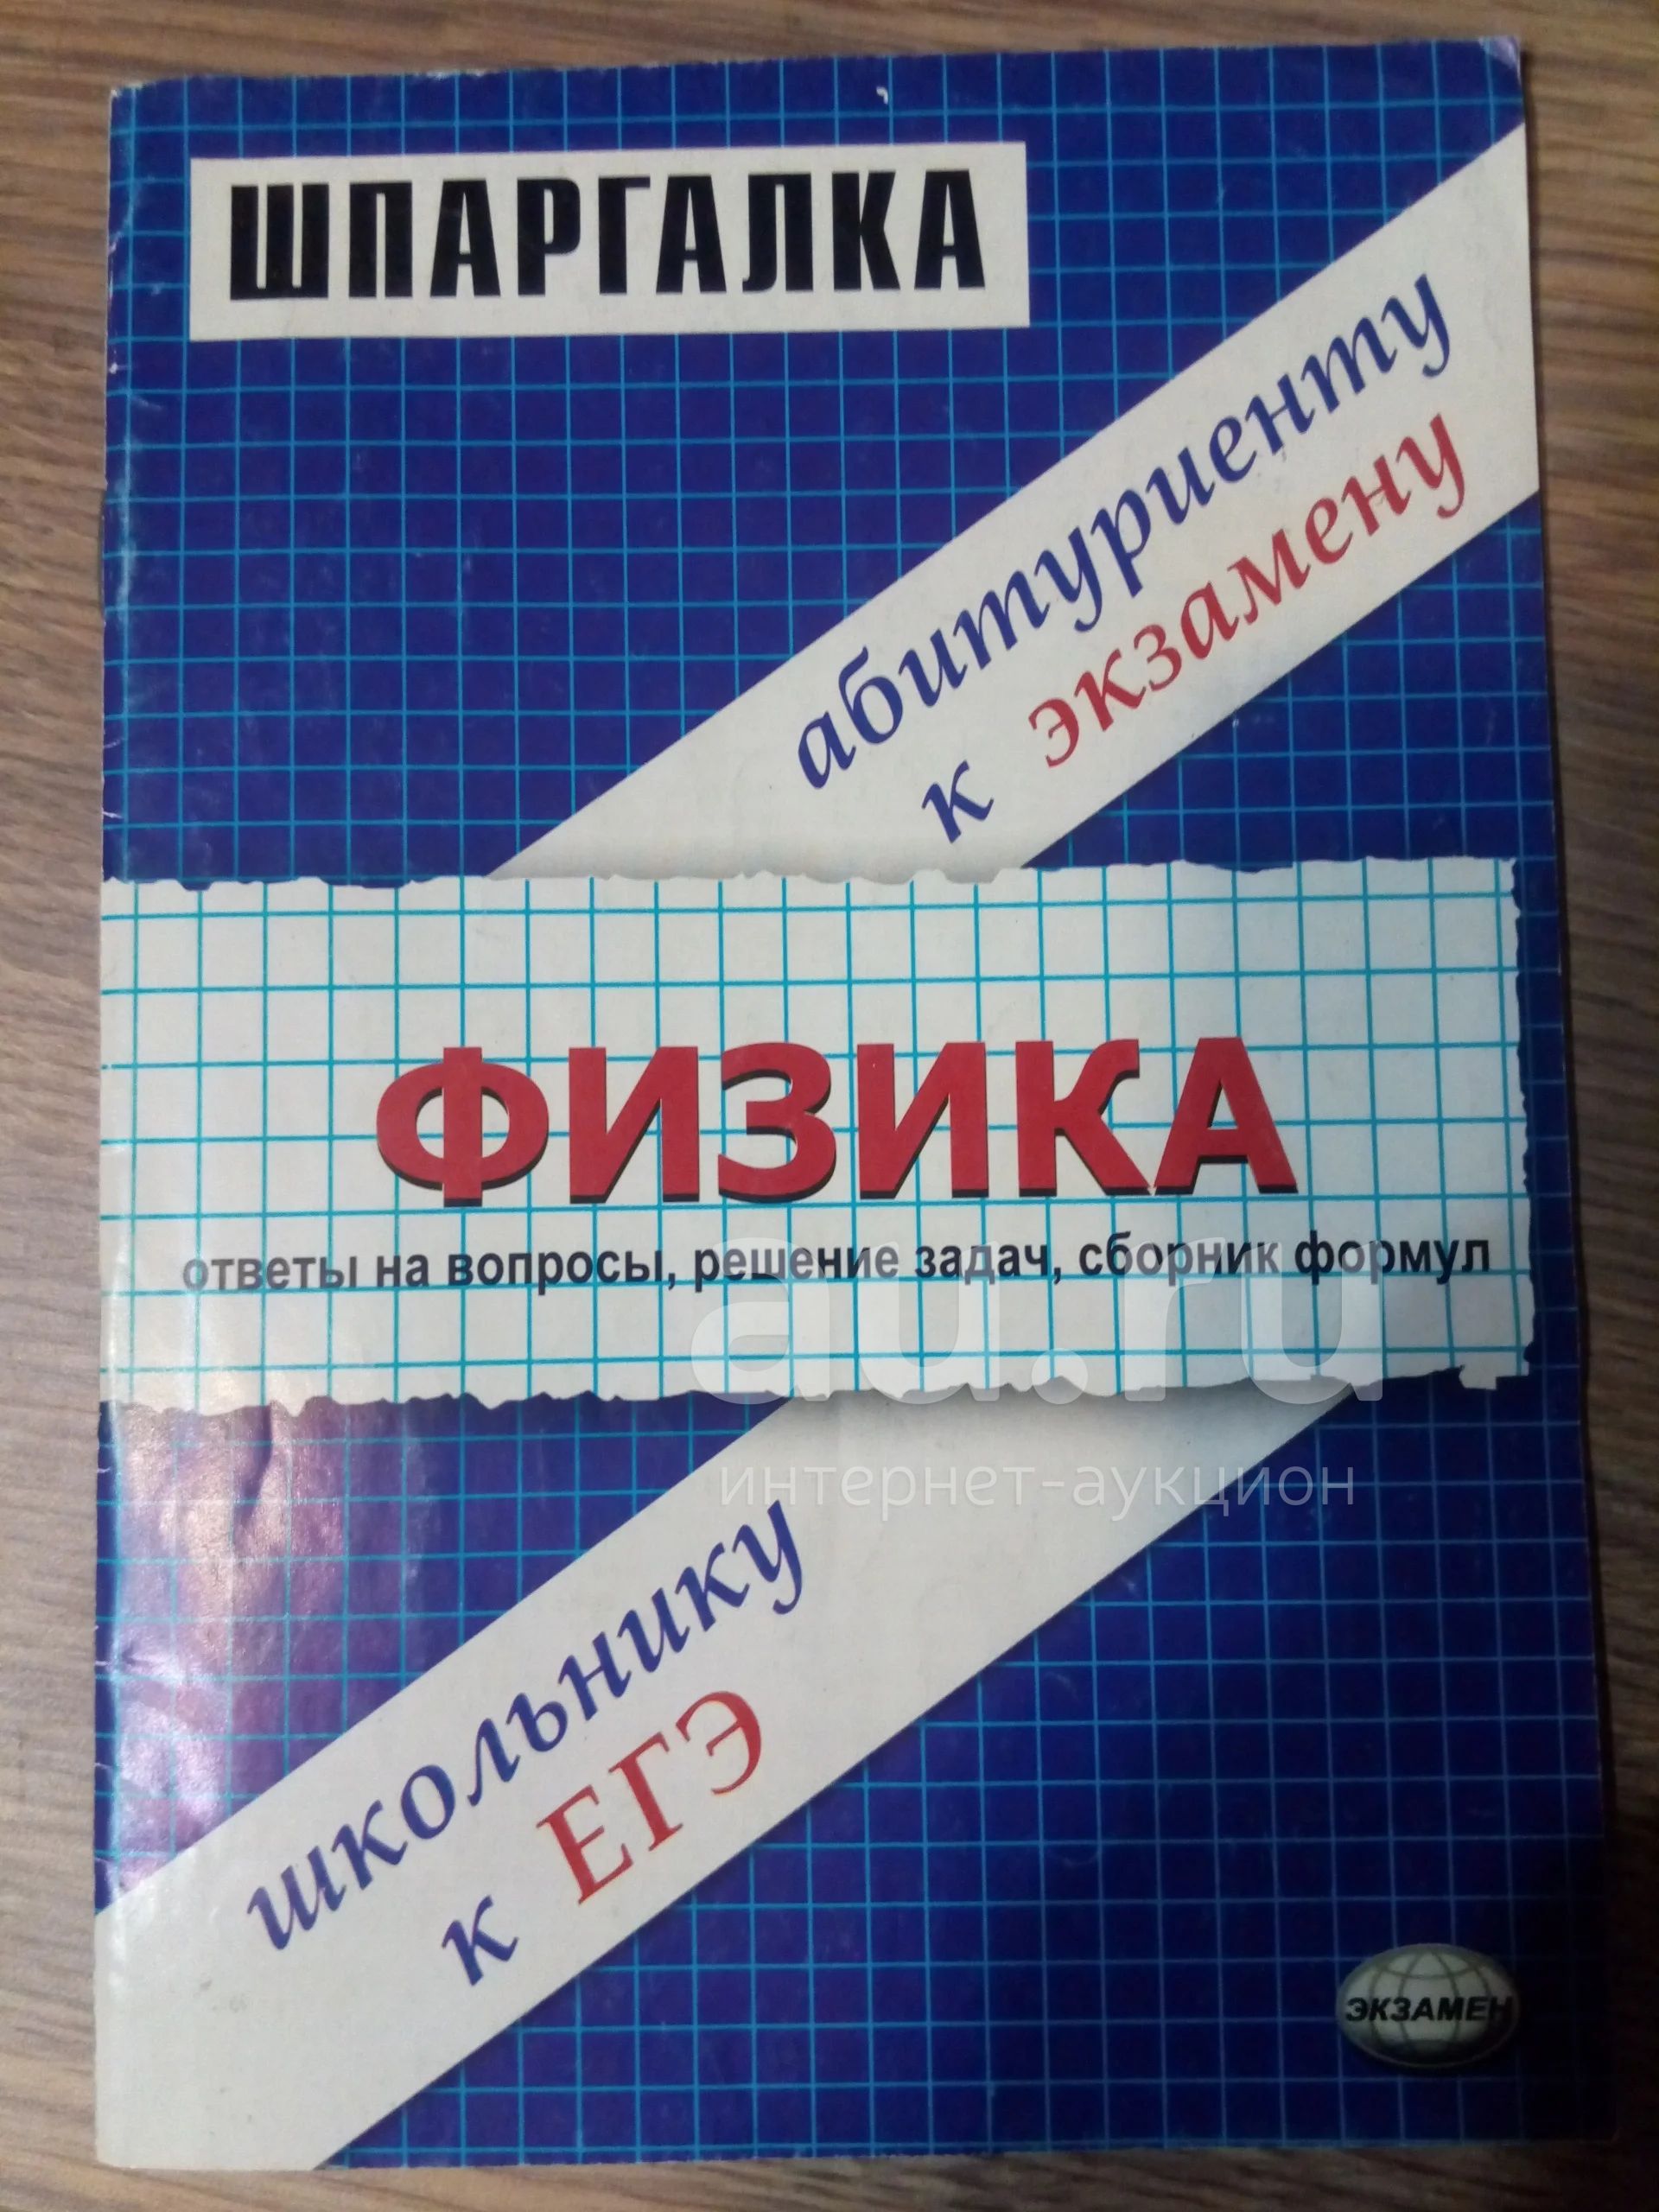 ШПАРГАЛКА
абитуриенту
к экзамену
ФИЗИКА
ответы на вопросы, решение задач, сборник формул
au.ru
интернет-аукцион
школьнику
к ЕГЭ
ЭКЗАМЕН